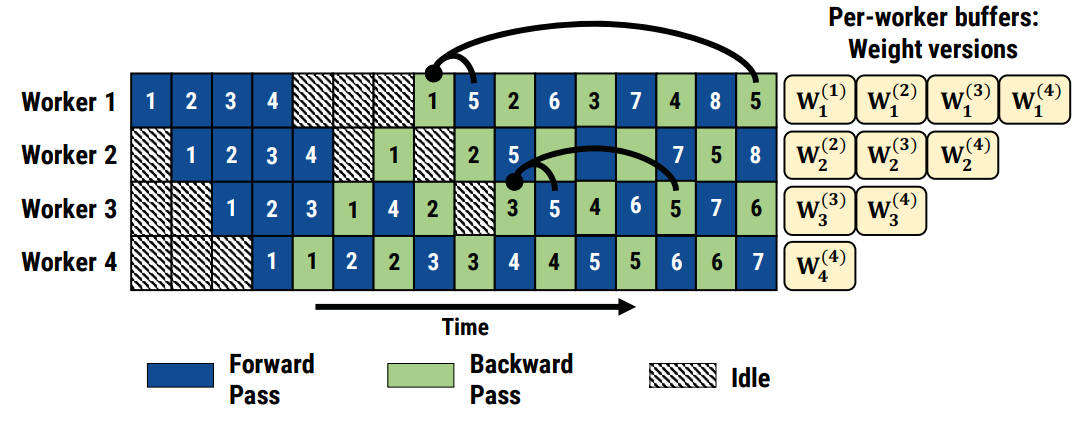 Per-worker buffers:
Weight versions
Worker 1 1 2 3 4 1 5 2 6 3 7 4 8 5 W₁⁽¹⁾ W₁⁽²⁾ W₁⁽³⁾ W₁⁽⁴⁾
Worker 2 1 2 3 4 1 2 5 7 5 8 W₂⁽²⁾ W₂⁽³⁾ W₂⁽⁴⁾
Worker 3 1 2 3 1 4 2 3 5 4 6 5 7 6 W₃⁽³⁾ W₃⁽⁴⁾
Worker 4 1 1 2 2 3 3 4 4 5 5 6 6 7 W₄⁽⁴⁾
Time
Forward
Pass
Backward
Pass
Idle